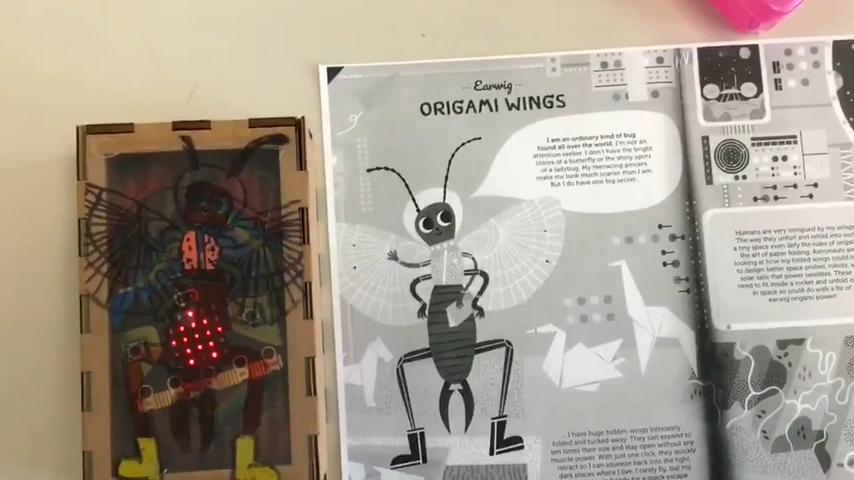 Earwig
ORIGAMI WINGS
I am an ordinary kind of bug
found all over the world. I'm not an
attention seeker. I don't have the bright
colors of a butterfly or the shiny spots
of a ladybug. My menacing pincers
make me look much scarier than I am.
But I do have one big secret.
I have huge hidden wings intricately
folded and tucked away. They can expand to
ten times their size and stay open without any
muscle power. With just one click, they quickly
retract so I can squeeze back into the tight,
dark places where I live. I rarely fly, but my
Humans are very intrigued by my wings.
The way they unfurl and refold into such
a tiny space even defy the rules of origami,
the art of paper folding. Astronauts are
looking at how my folded wings could help
to design better space probes, robots, and
solar sails that power satellites. These
need to fit inside a rocket and unfold out
in space so could do with a bit of
earwig origami power!